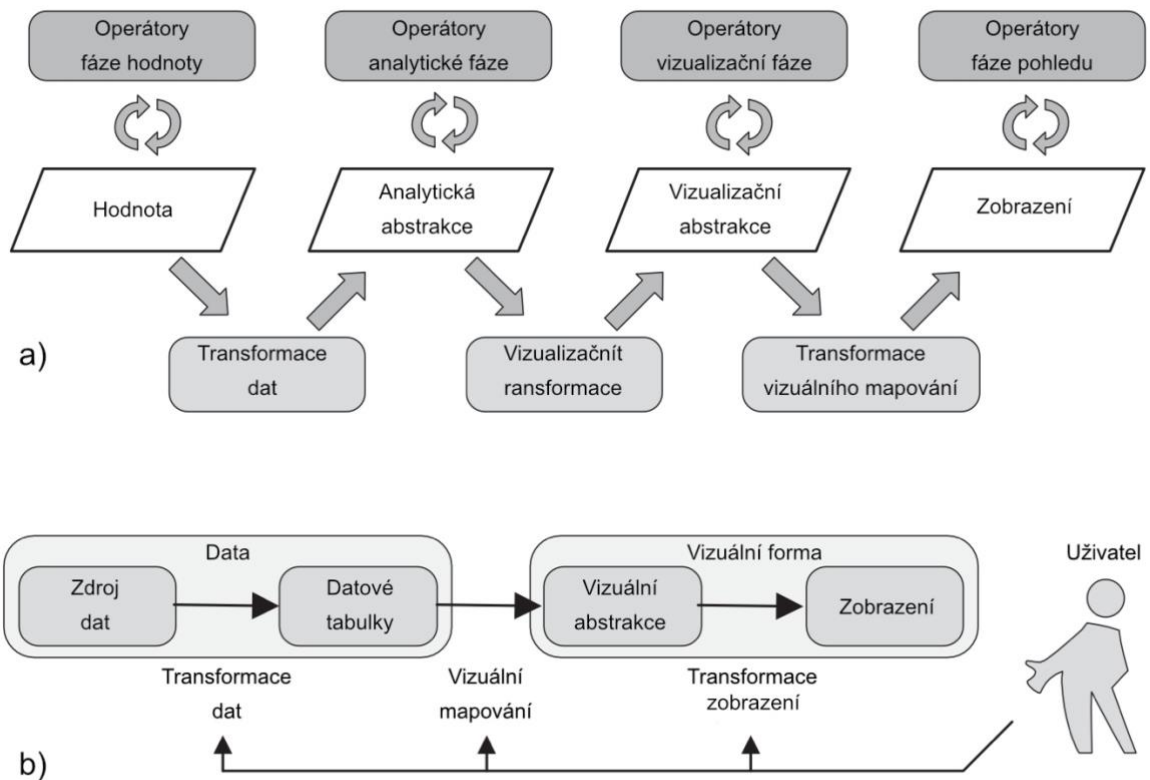 Operátory
fáze hodnoty
Operátory
analytické fáze
Operátory
vizualizační fáze
Operátory
fáze pohledu
Hodnota
Analytická
abstrakce
Vizualizační
abstrakce
Zobrazení
a)
Transformace
dat
Vizualizačnít
ransformace
Transformace
vizuálního mapování
Data
Vizuální forma
Uživatel
Zdroj
dat
Datové
tabulky
Vizuální
abstrakce
Zobrazení
Transformace
dat
Vizuální
mapování
Transformace
zobrazení
b)